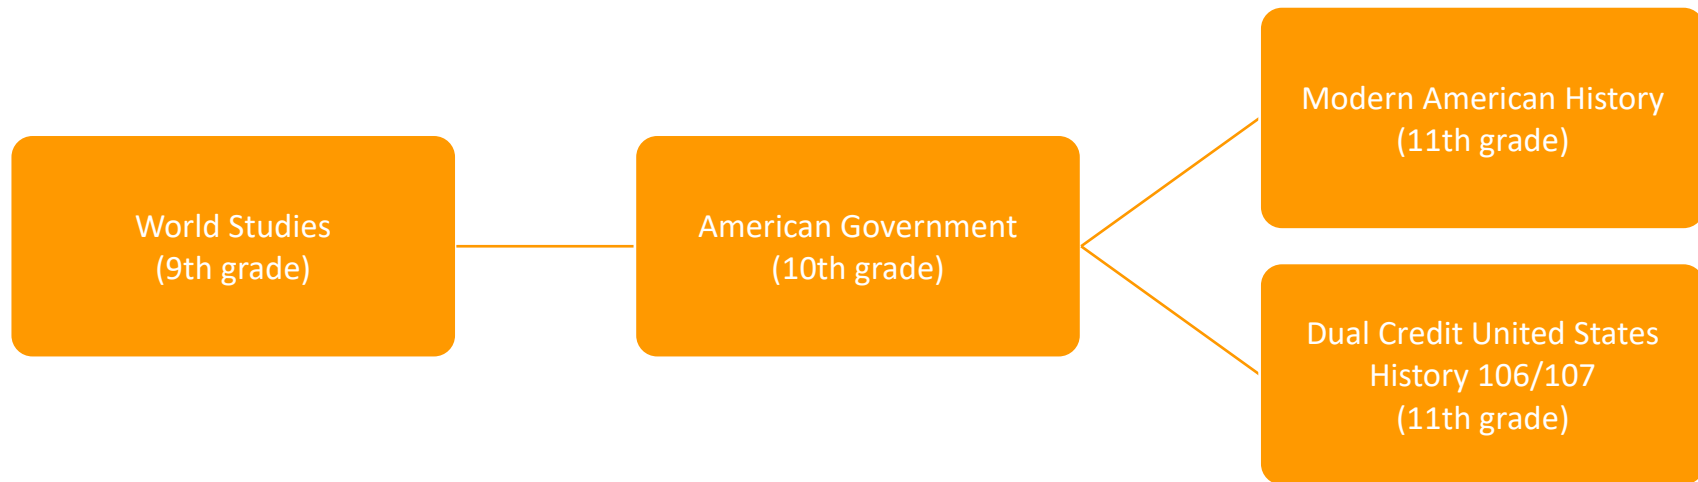 World Studies
(9th grade)
American Government
(10th grade)
Modern American History
(11th grade)
Dual Credit United States
History 106/107
(11th grade)